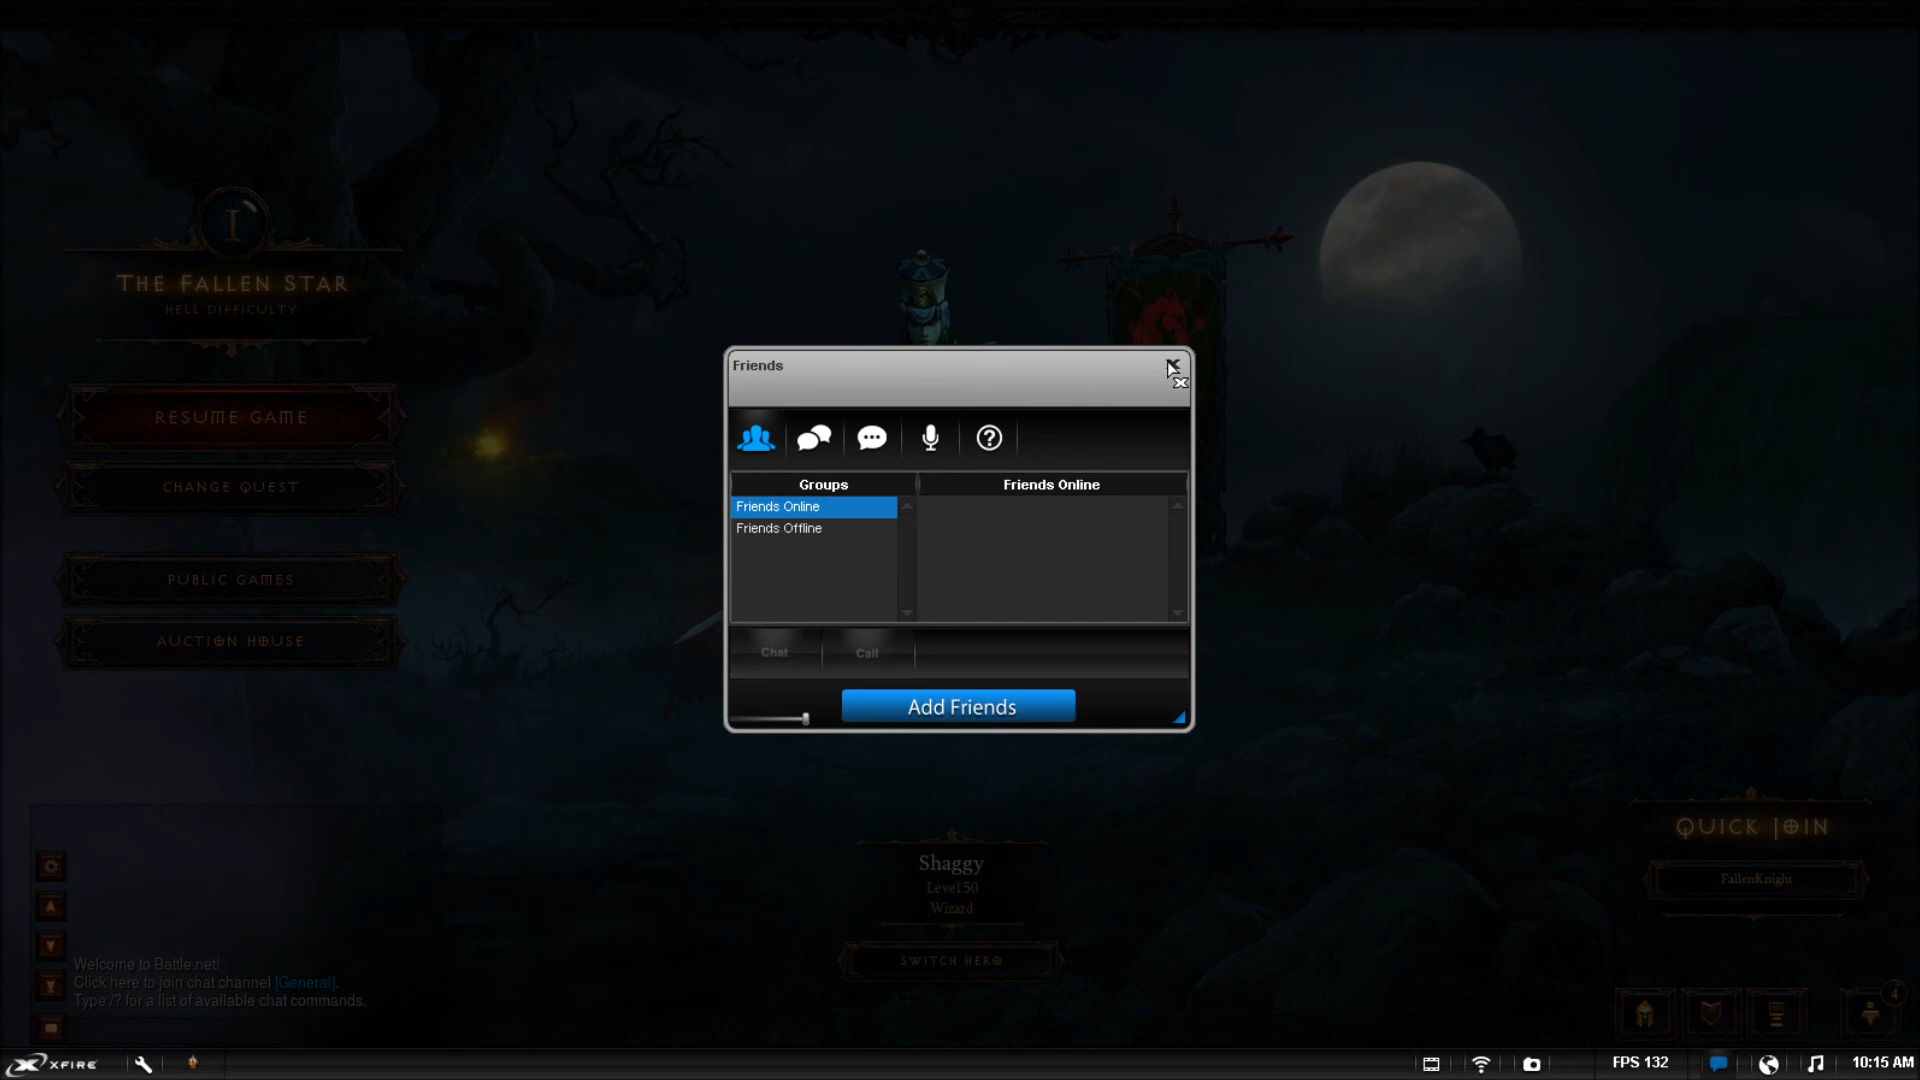 I
THE FALLEN STAR
HELL DIFFICULTY
RESUME GAME
CHANGE QUEST
PUBLIC GAMES
AUCTION HOUSE
Friends
Groups
Friends Online
Friends Online
Friends Offline
Chat
Call
Add Friends
Shaggy
Level 50
Wizard
SWITCH HERO
QUICK JOIN
FallenKnight
4
Welcome to Battle.net!
Click here to join chat channel [General].
Type /? for a list of available chat commands.
XFIRE
FPS 132
10:15 AM